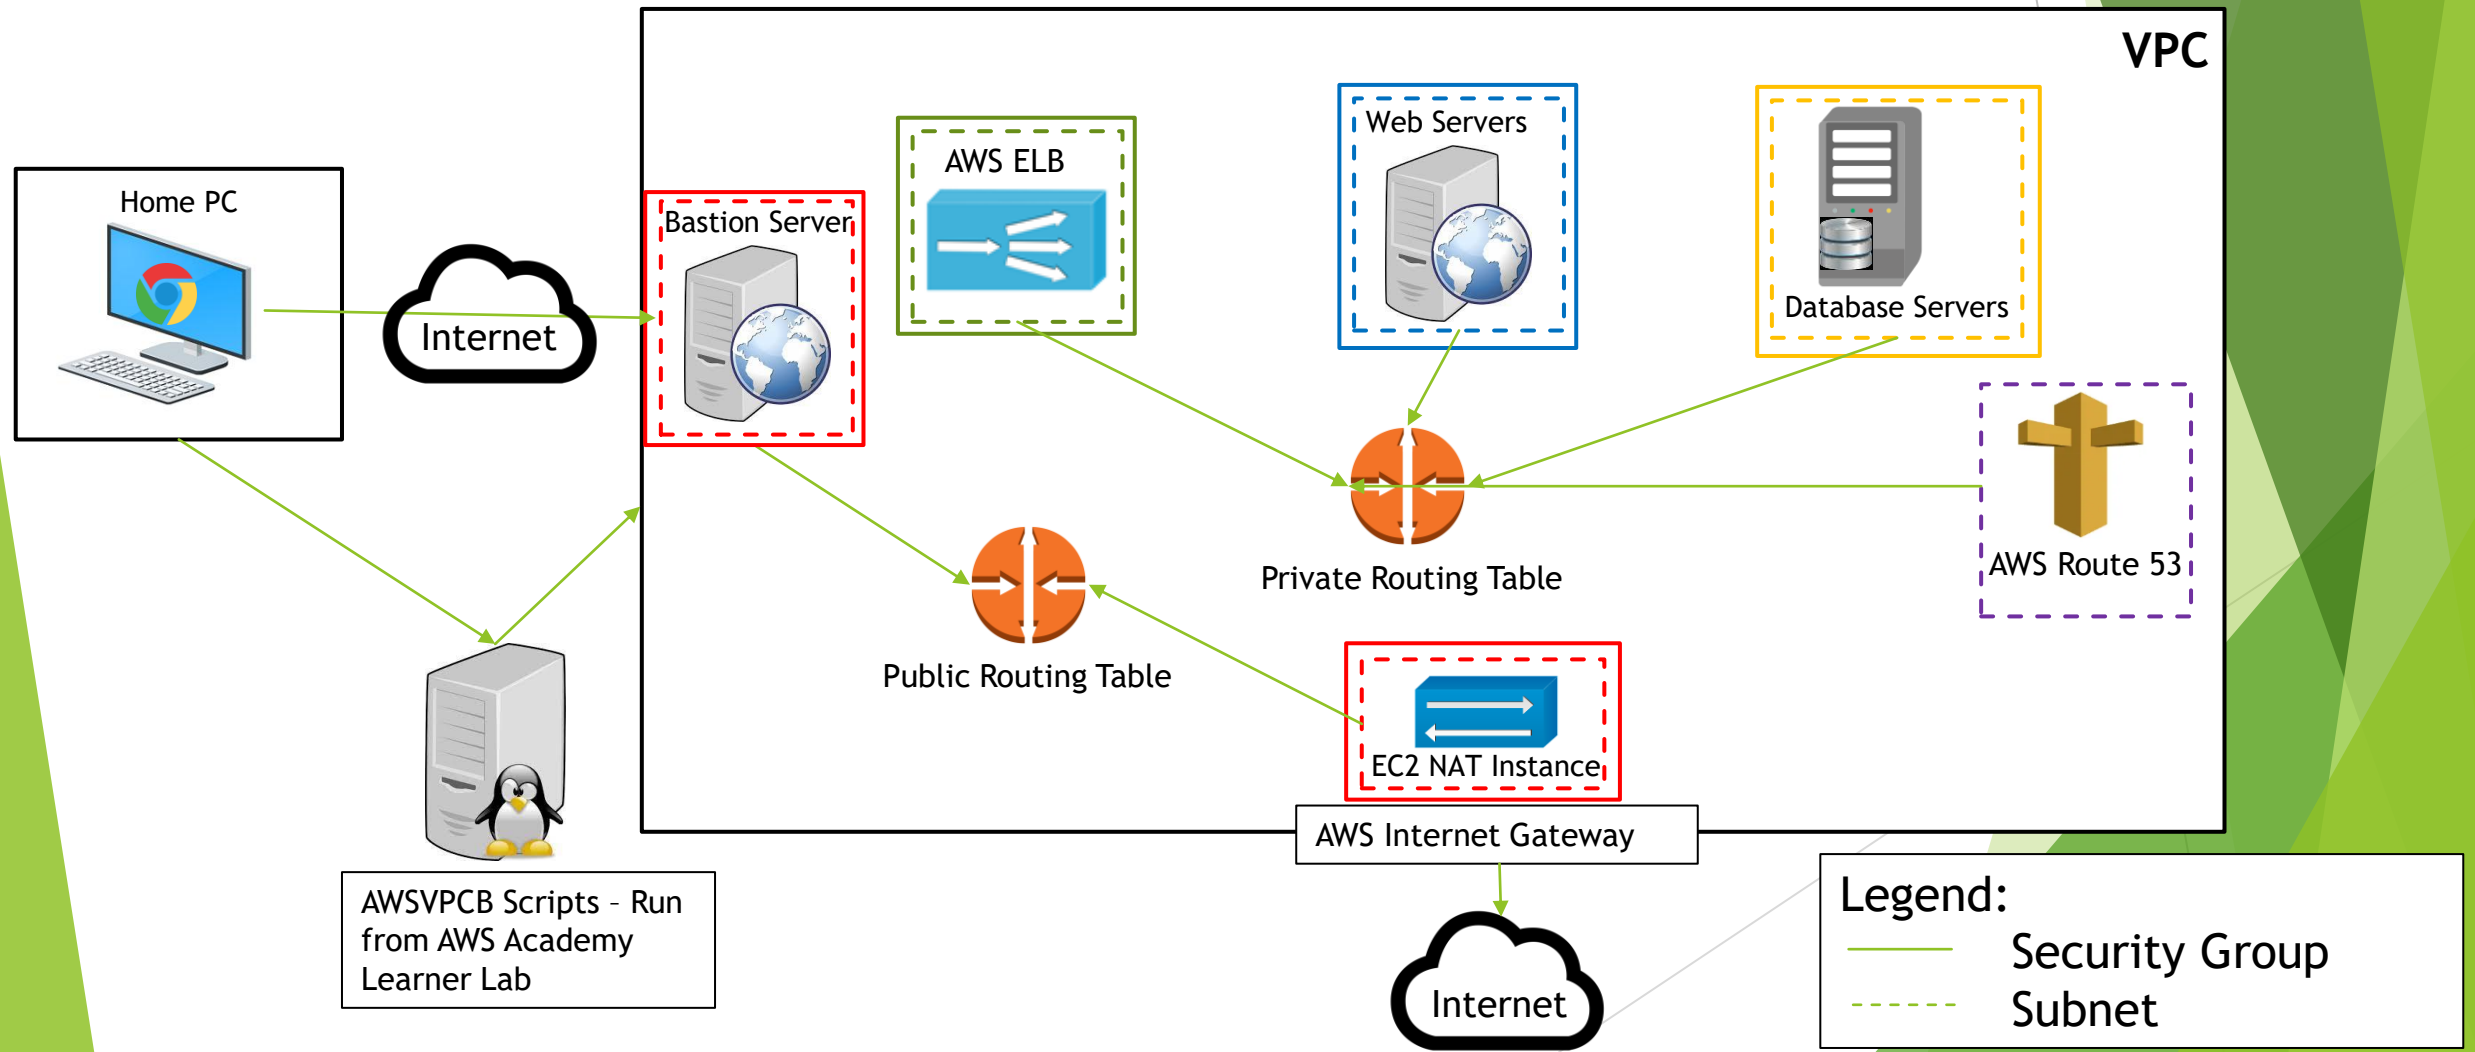 VPC
Home PC
Internet
Bastion Server
AWS ELB
Web Servers
Database Servers
AWS Route 53
Private Routing Table
Public Routing Table
EC2 NAT Instance
AWS Internet Gateway
Internet
AWSVPCB Scripts – Run
from AWS Academy
Learner Lab
Legend:
Security Group
Subnet